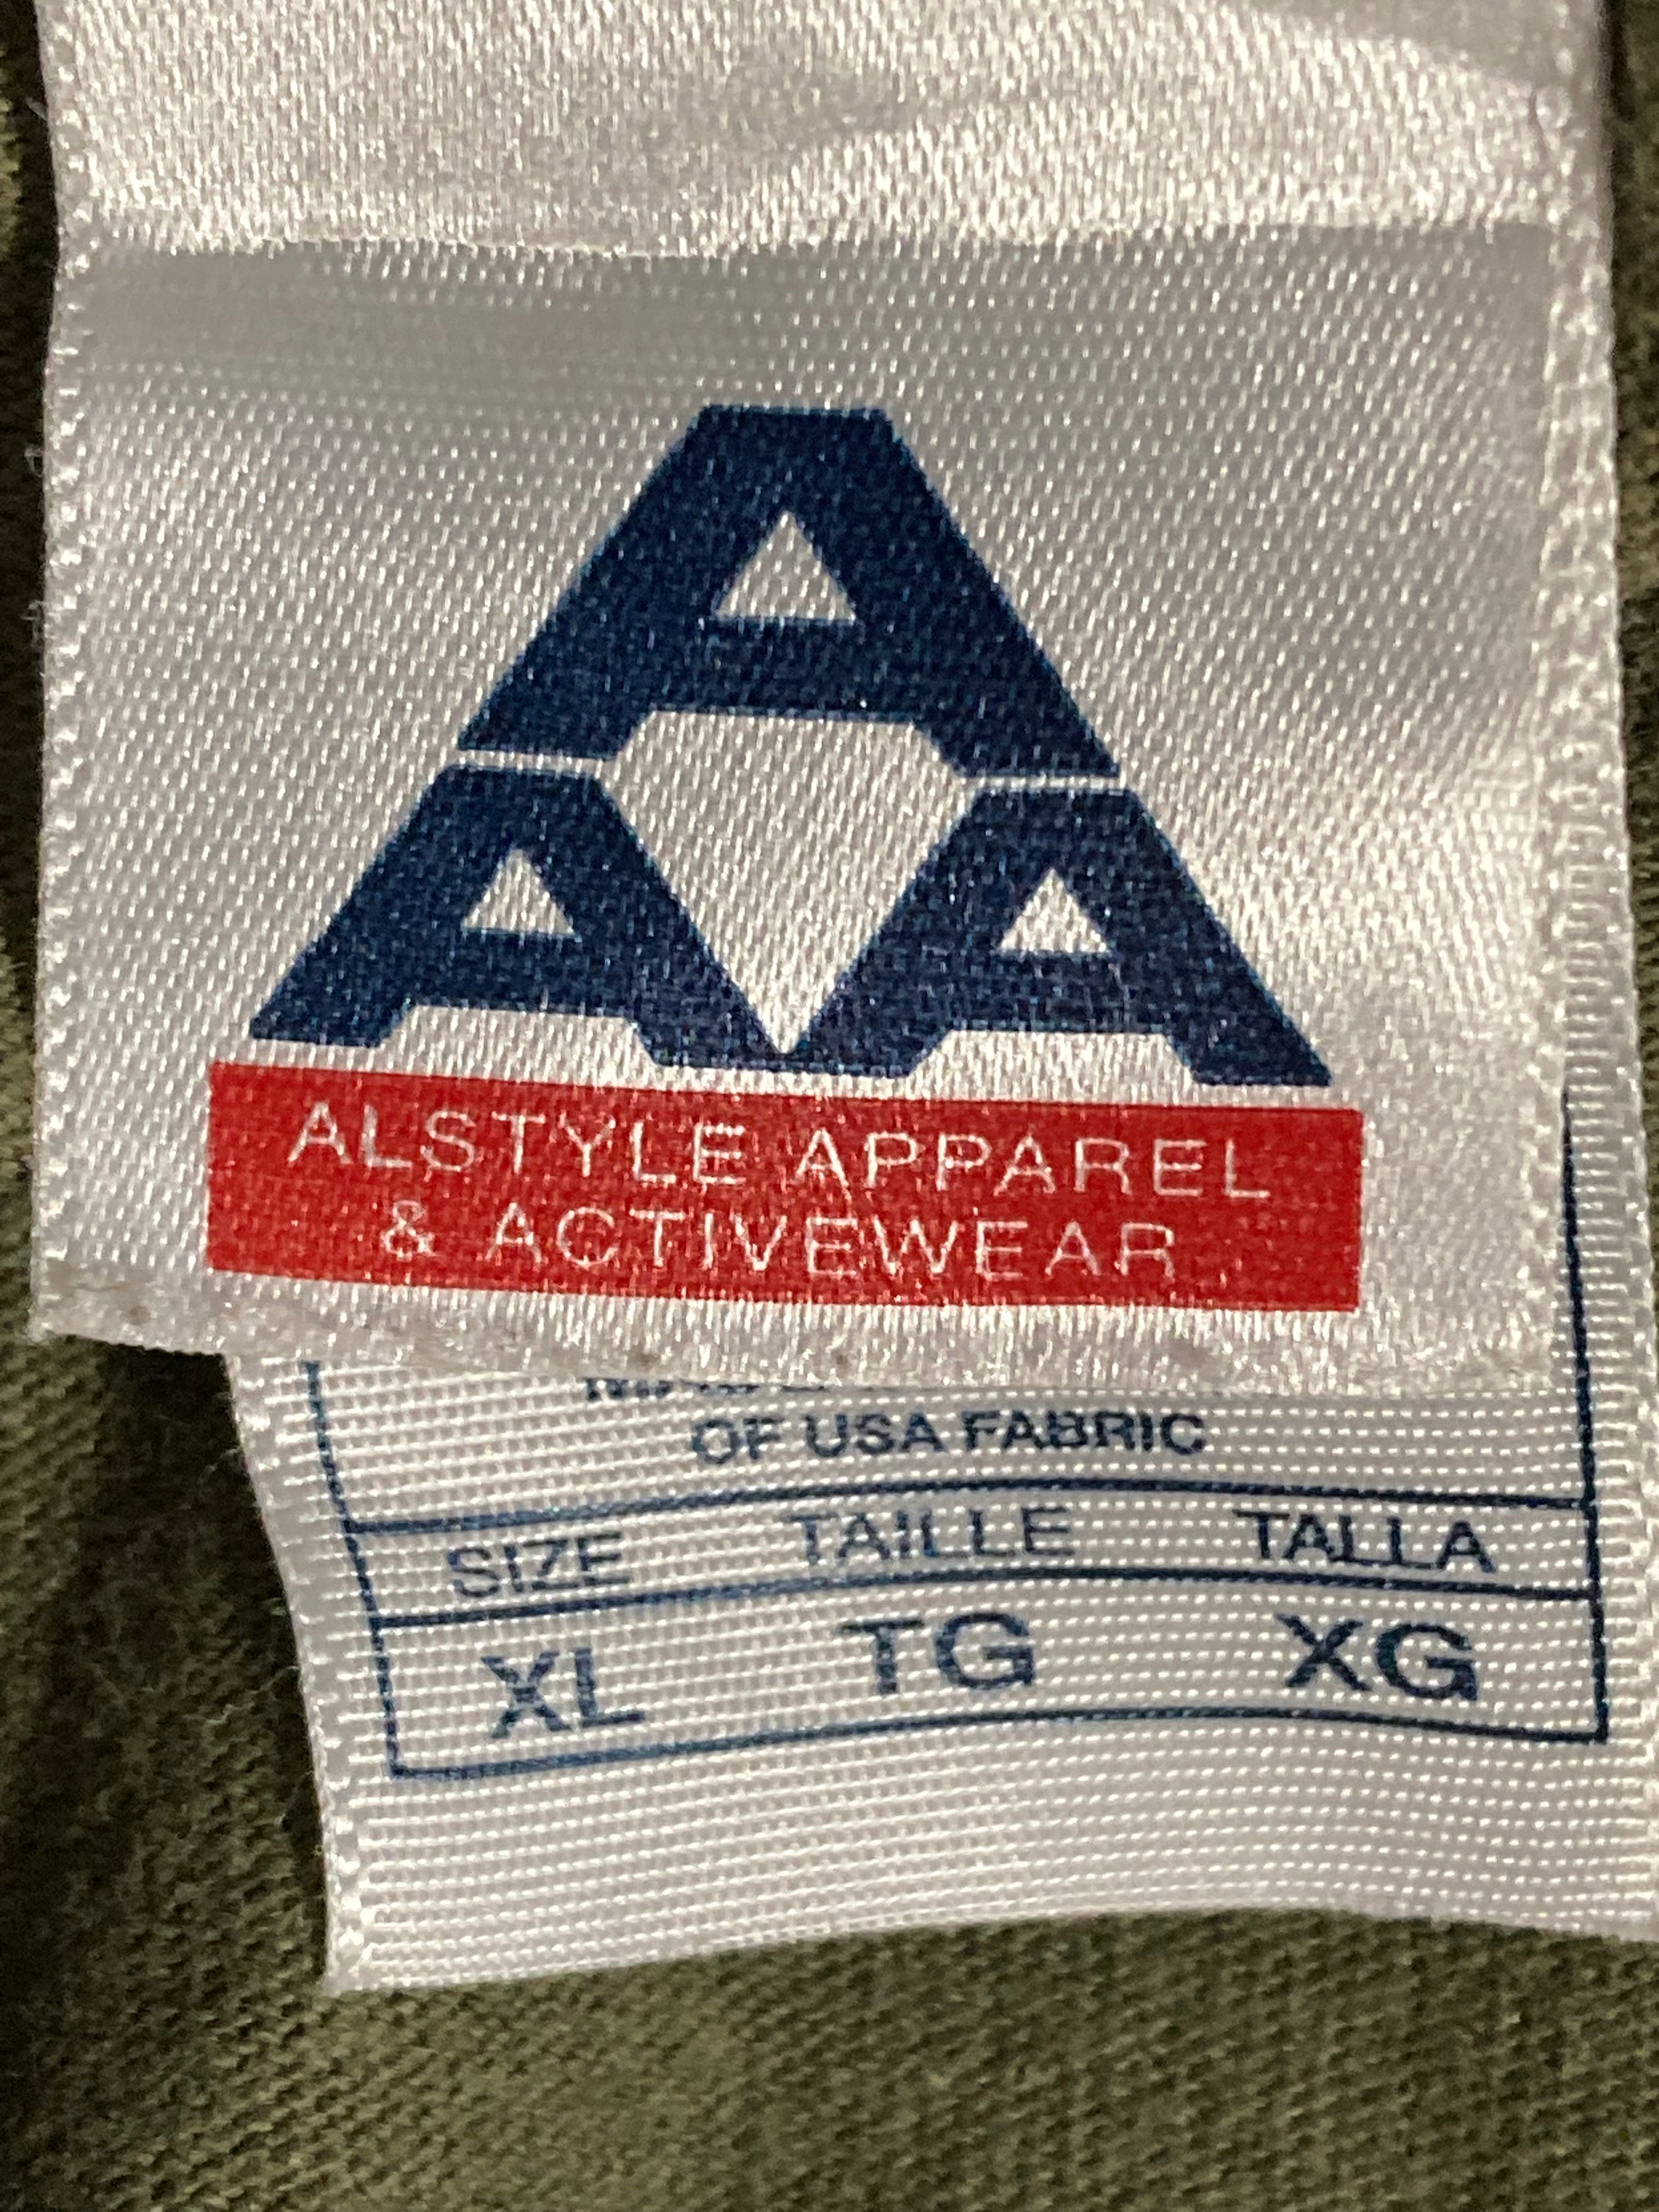 A
A A
ALSTYLE APPAREL
& ACTIVEWEAR
OF USA FABRIC
SIZE TAILLE TALLA
XL TG XG